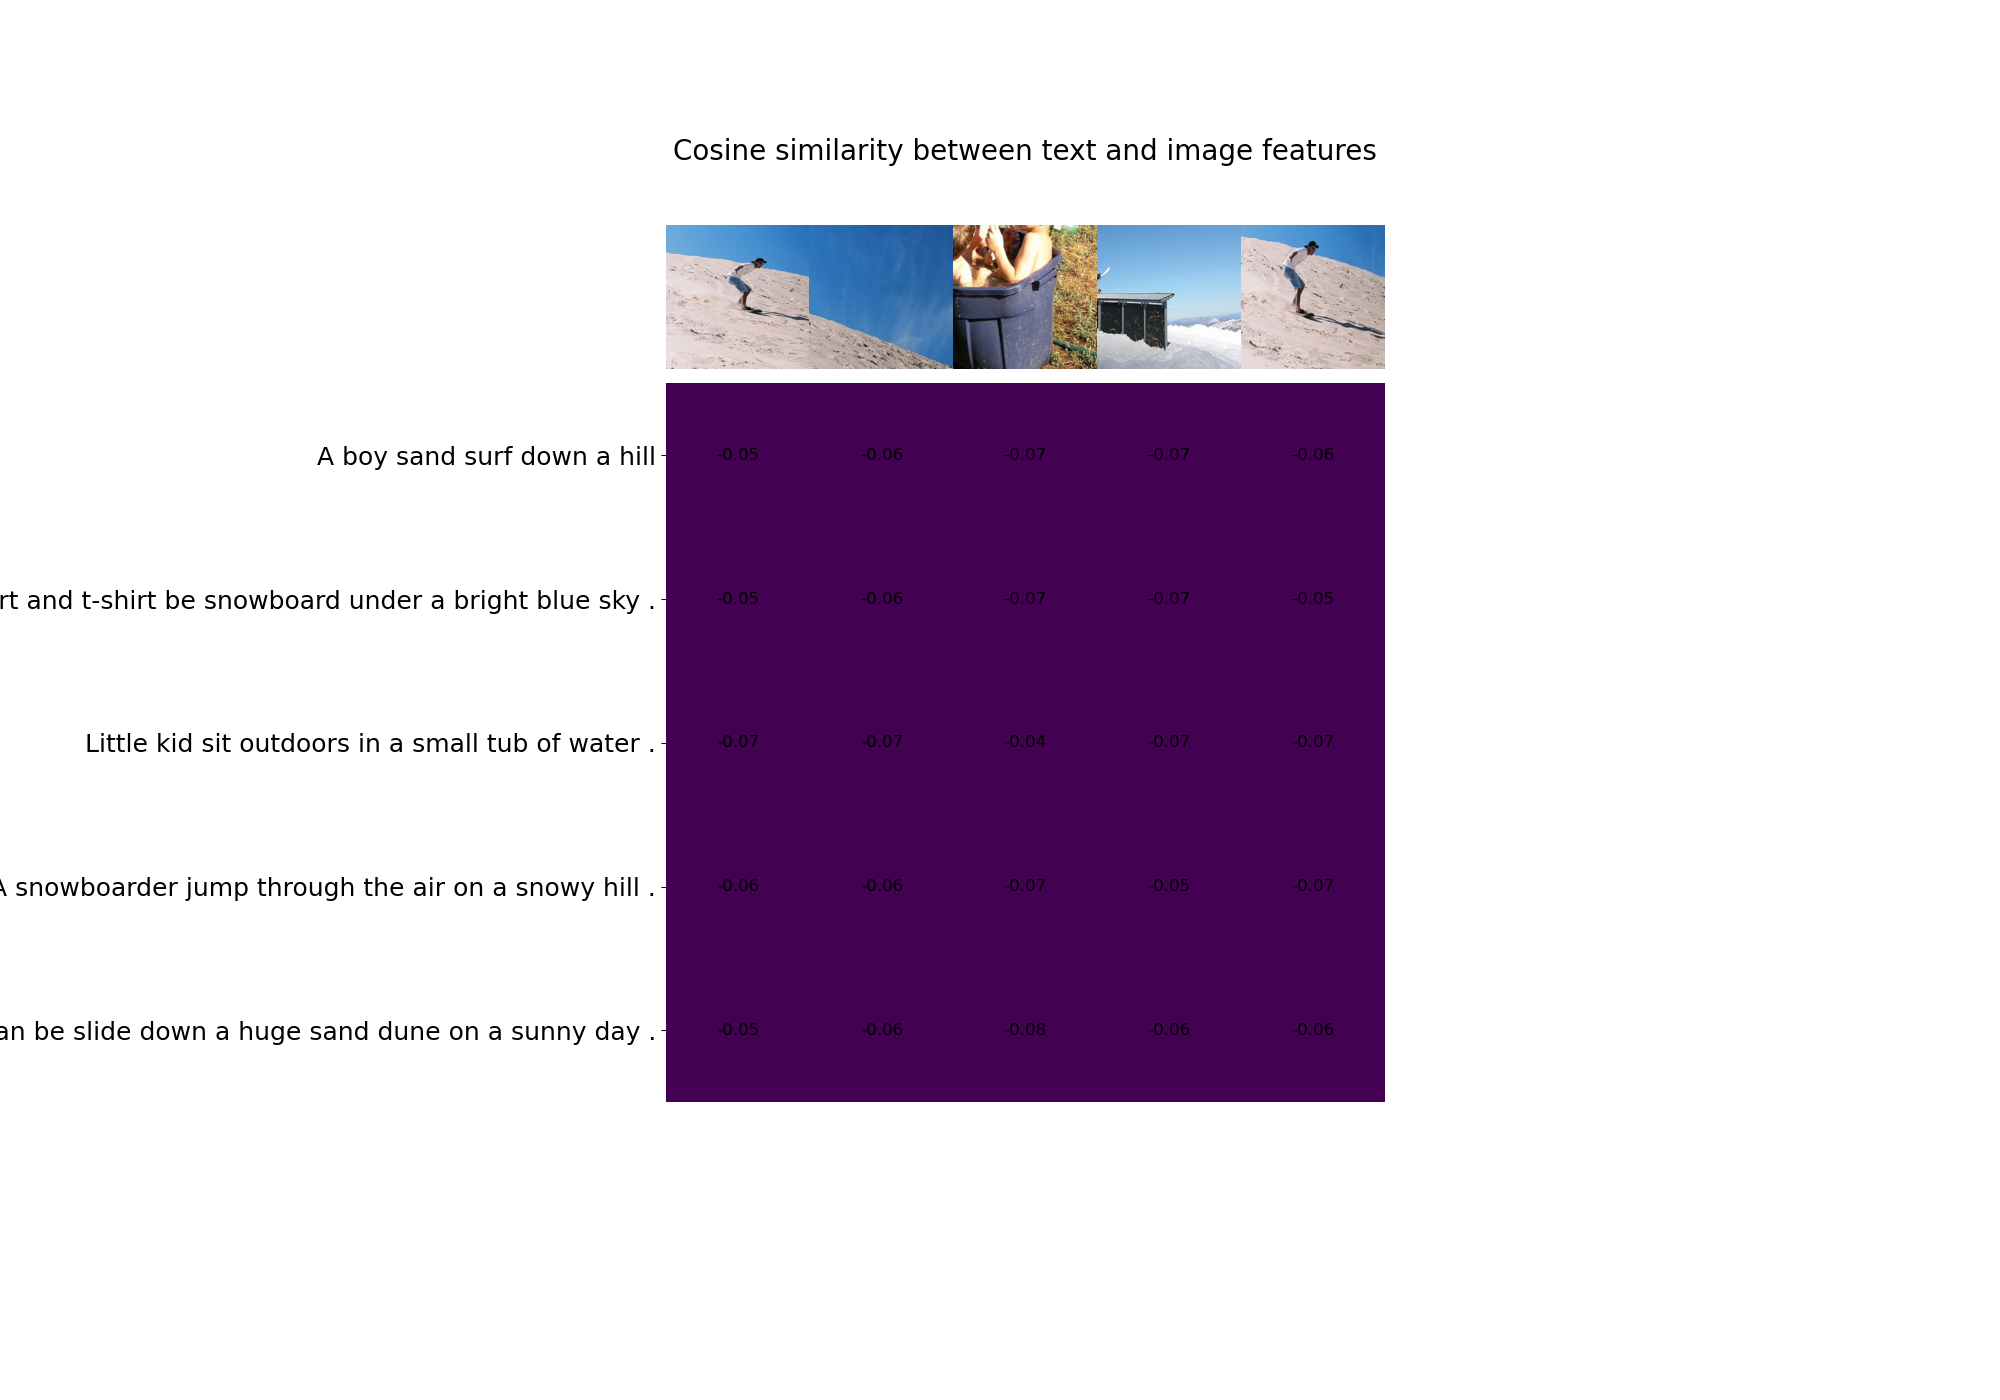 Cosine similarity between text and image features
A boy sand surf down a hill
-0.05 -0.06 -0.07 -0.07 -0.06
rt and t-shirt be snowboard under a bright blue sky .
-0.05 -0.06 -0.07 -0.07 -0.05
Little kid sit outdoors in a small tub of water .
-0.07 -0.07 -0.04 -0.07 -0.07
A snowboarder jump through the air on a snowy hill .
-0.06 -0.06 -0.07 -0.05 -0.07
an be slide down a huge sand dune on a sunny day .
-0.05 -0.06 -0.08 -0.06 -0.06